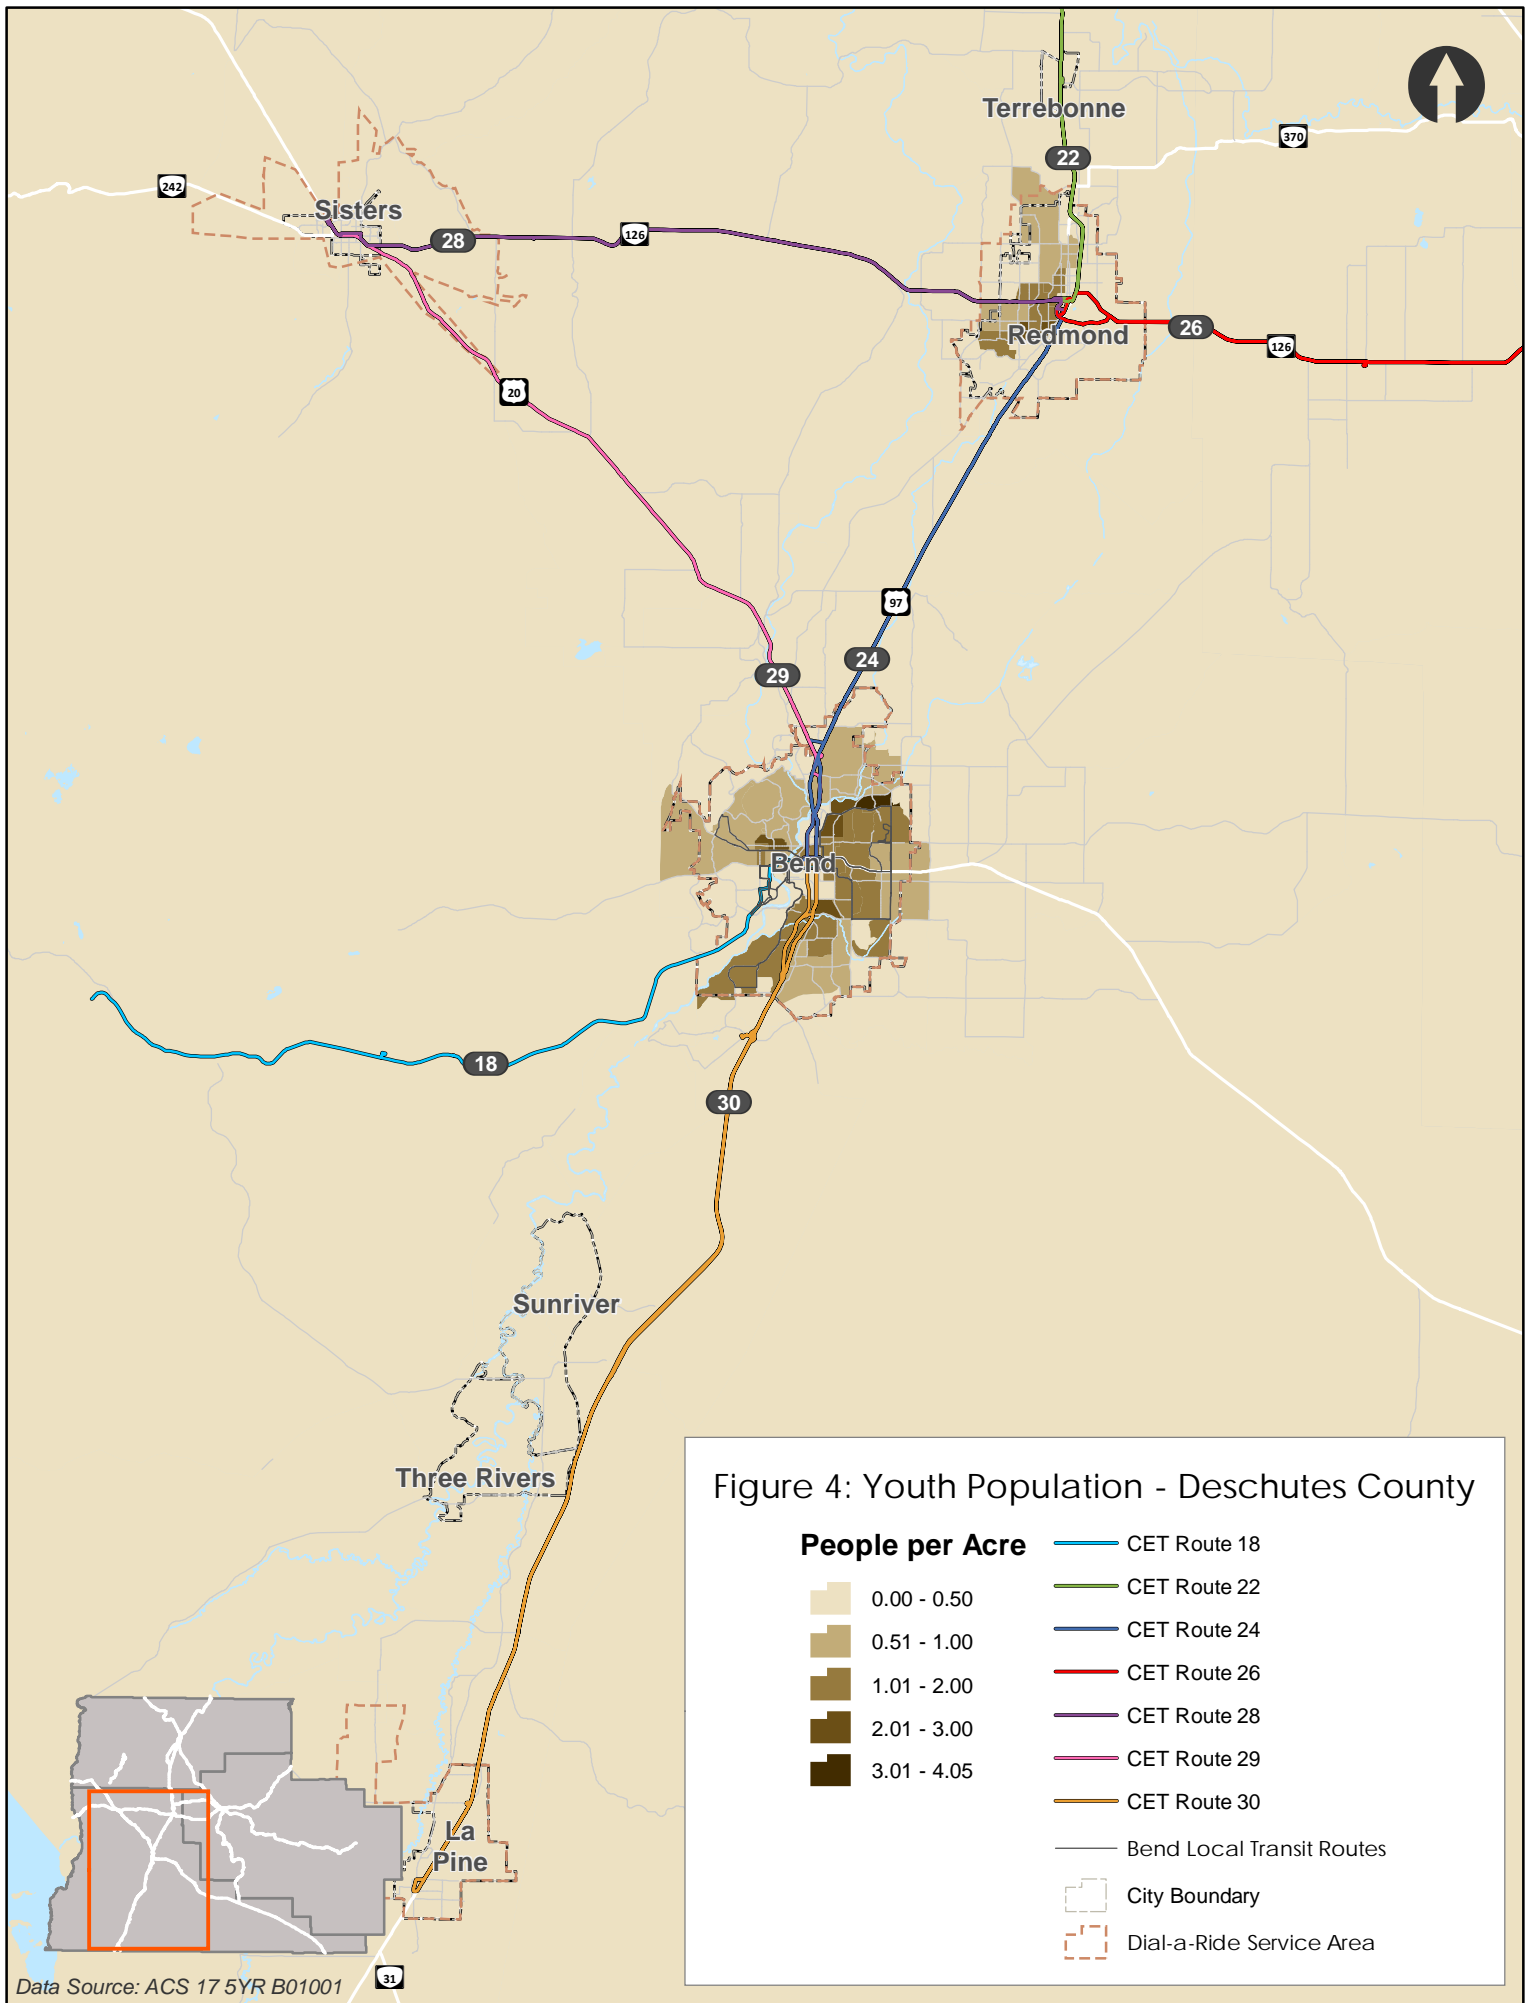 Terrebonne
370
22
242
Sisters
28
126
Redmond
26
126
20
97
24
29
Bend
18
30
Sunriver
Three Rivers
La
Pine
31
Figure 4: Youth Population - Deschutes County
People per Acre
0.00 - 0.50
0.51 - 1.00
1.01 - 2.00
2.01 - 3.00
3.01 - 4.05
CET Route 18
CET Route 22
CET Route 24
CET Route 26
CET Route 28
CET Route 29
CET Route 30
Bend Local Transit Routes
City Boundary
Dial-a-Ride Service Area
Data Source: ACS 17 5YR B01001